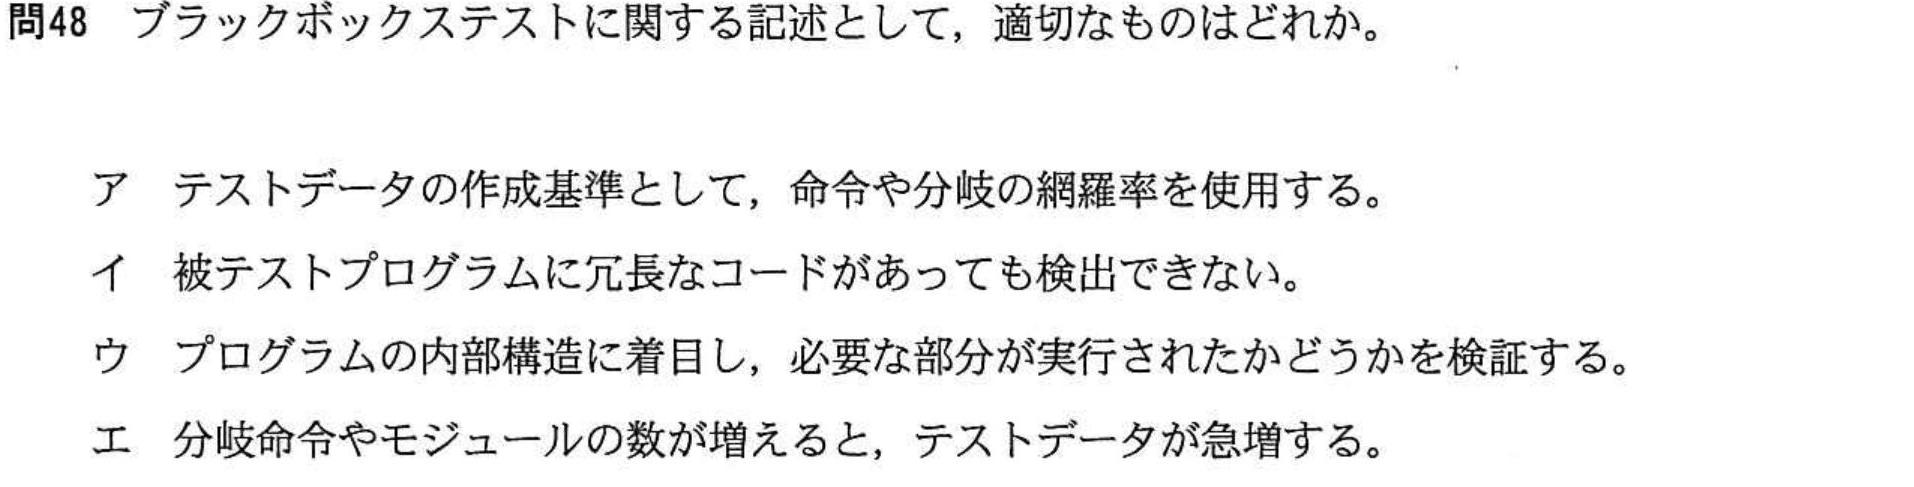 問48　ブラックボックステストに関する記述として，適切なものはどれか。
ア　テストデータの作成基準として，命令や分岐の網羅率を使用する。
イ　被テストプログラムに冗長なコードがあっても検出できない。
ウ　プログラムの内部構造に着目し，必要な部分が実行されたかどうかを検証する。
エ　分岐命令やモジュールの数が増えると，テストデータが急増する。